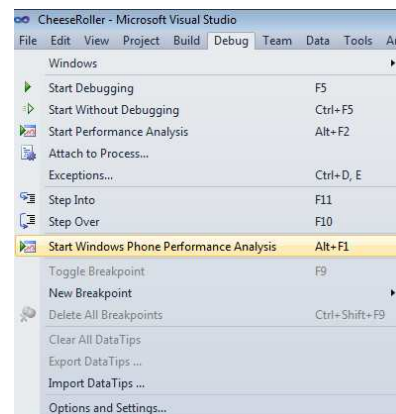 CheeseRoller - Microsoft Visual Studio
File Edit View Project Build Debug Team Data Tools
Windows
Start Debugging F5
Start Without Debugging Ctrl+F5
Start Performance Analysis Alt+F2
Attach to Process...
Exceptions... Ctrl+D, E
Step Into F11
Step Over F10
Start Windows Phone Performance Analysis Alt+F1
Toggle Breakpoint F9
New Breakpoint
Delete All Breakpoints Ctrl+Shift+F9
Clear All DataTips
Export DataTips ...
Import DataTips ...
Options and Settings...